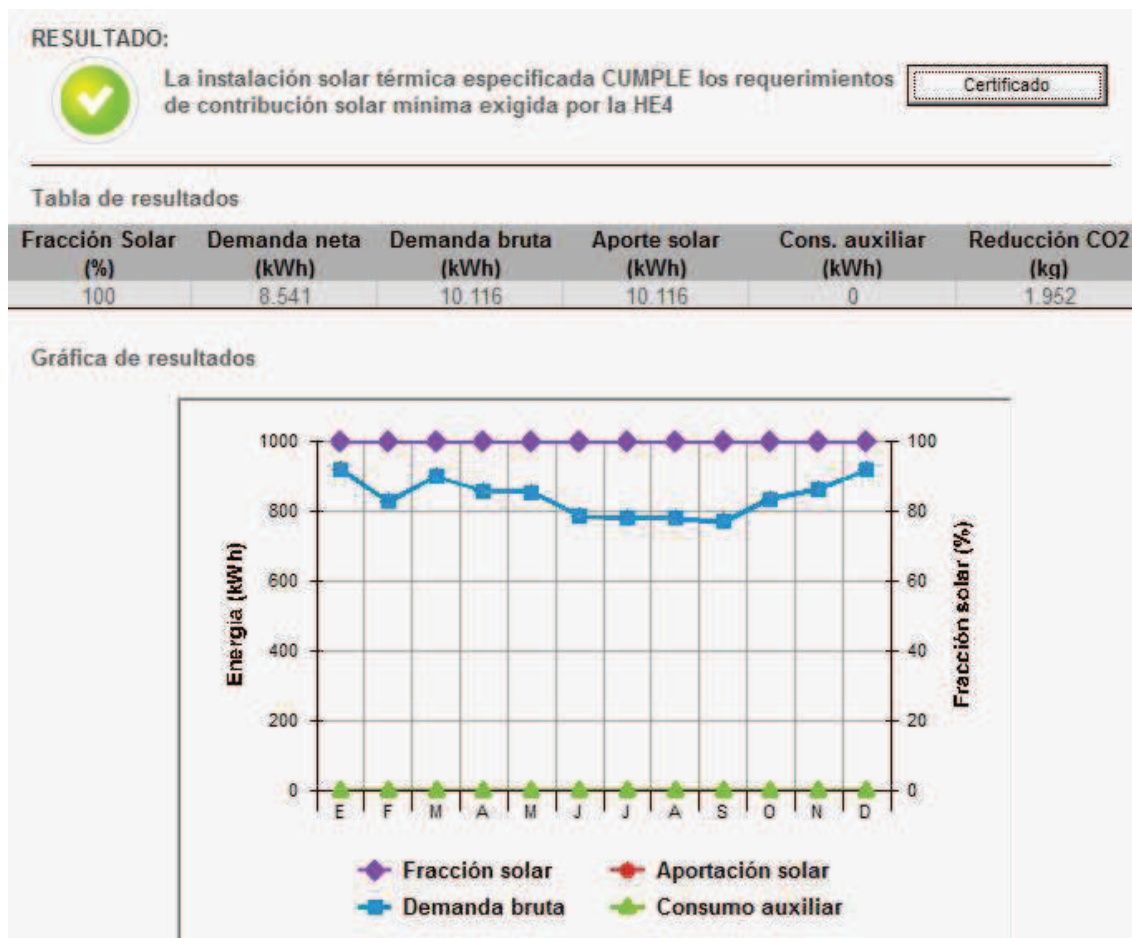 RESULTADO:
La instalación solar térmica especificada CUMPLE los requerimientos
de contribución solar mínima exigida por la HE4
Certificado
Tabla de resultados
Fracción Solar Demanda neta Demanda bruta Aporte solar Cons. auxiliar Reducción CO2
(%) (kWh) (kWh) (kWh) (kWh) (kg)
100 8.541 10.116 10.116 0 1.952
Gráfica de resultados
1000 100
800 80
600 60
400 40
200 20
0 0
Energía (kWh)
Fracción solar (%)
E F M A M J J A S O N D
Fracción solar Aportación solar
Demanda bruta Consumo auxiliar